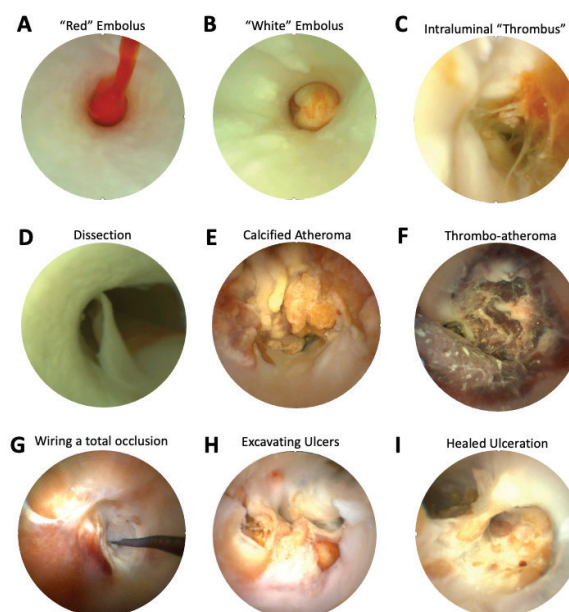 A "Red" Embolus
B "White" Embolus
C Intraluminal "Thrombus"
D Dissection
E Calcified Atheroma
F Thrombo-atheroma
G Wiring a total occlusion
H Excavating Ulcers
I Healed Ulceration